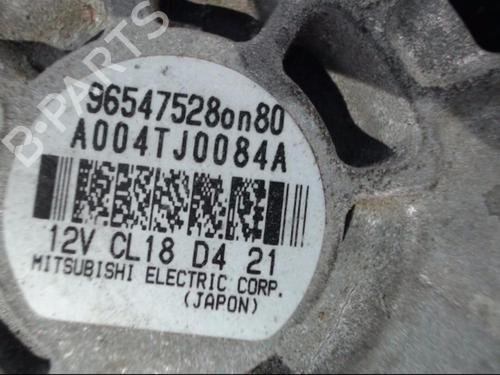 B-PARTS
96547528on80
A004TJ0084A
12V CL18 D4 21
MITSUBISHI ELECTRIC CORP.
(JAPON)